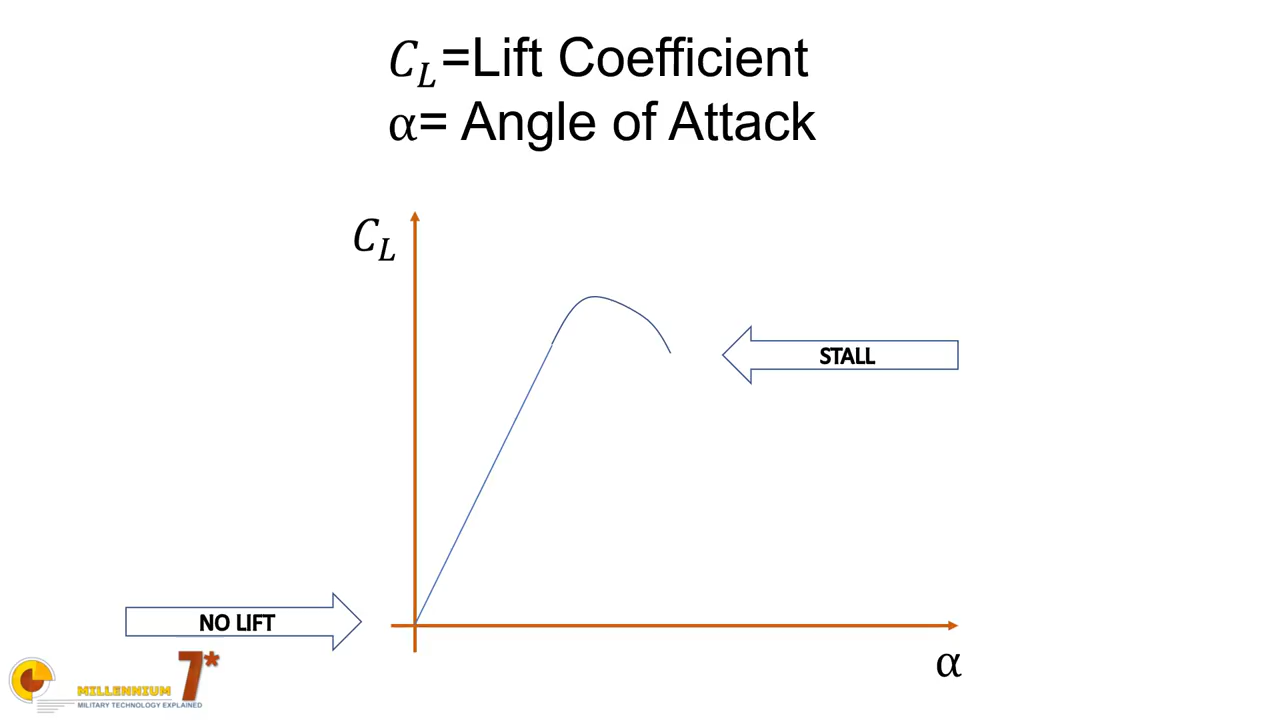 C_L=Lift Coefficient
α= Angle of Attack
C_L
STALL
NO LIFT
α
7*
MILLENNIUM
MILITARY TECHNOLOGY EXPLAINED